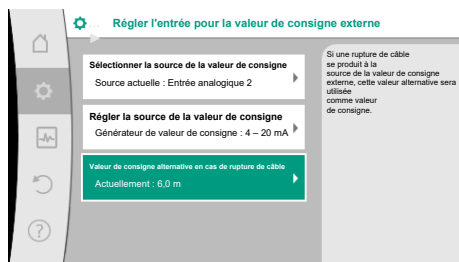 Régler l'entrée pour la valeur de consigne externe
Sélectionner la source de la valeur de consigne
Source actuelle : Entrée analogique 2
Régler la source de la valeur de consigne
Générateur de valeur de consigne : 4 – 20 mA
Valeur de consigne alternative en cas de rupture de câble
Actuellement : 6,0 m
Si une rupture de câble
se produit à la
source de la valeur de consigne
externe, cette valeur alternative sera
utilisée
comme valeur
de consigne.
?